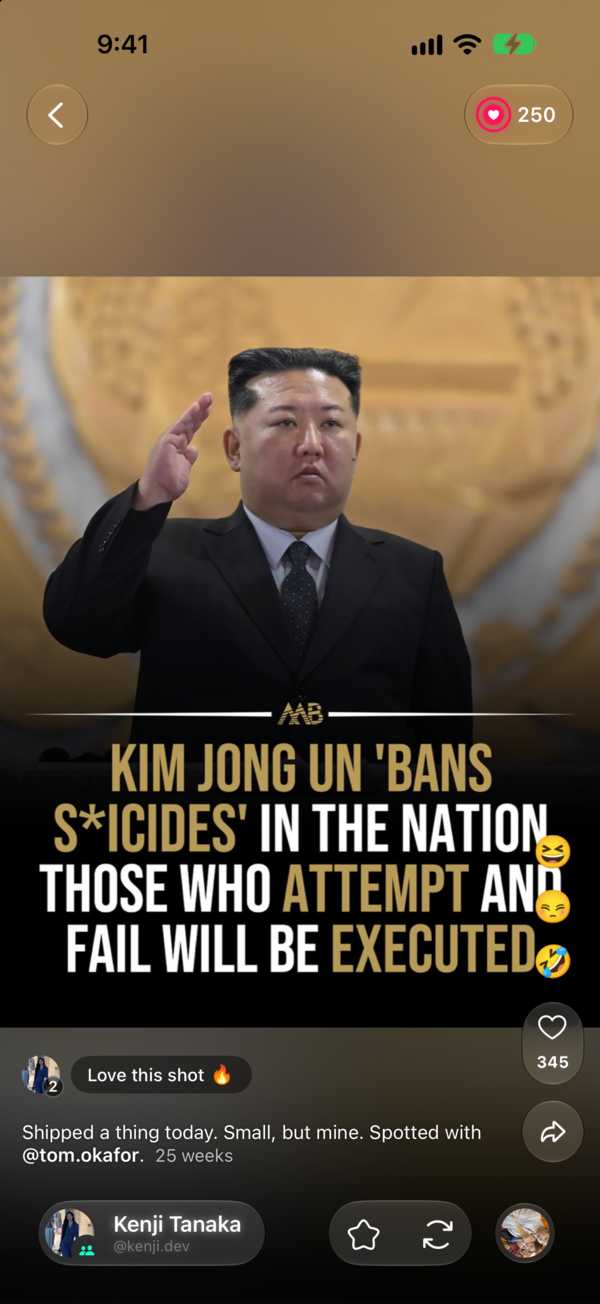 9:41
250
MB
KIM JONG UN 'BANS
S*ICIDES' IN THE NATION
THOSE WHO ATTEMPT AND
FAIL WILL BE EXECUTED
345
2
Love this shot 🔥
Shipped a thing today. Small, but mine. Spotted with
@tom.okafor. 25 weeks
Kenji Tanaka
@kenji.dev